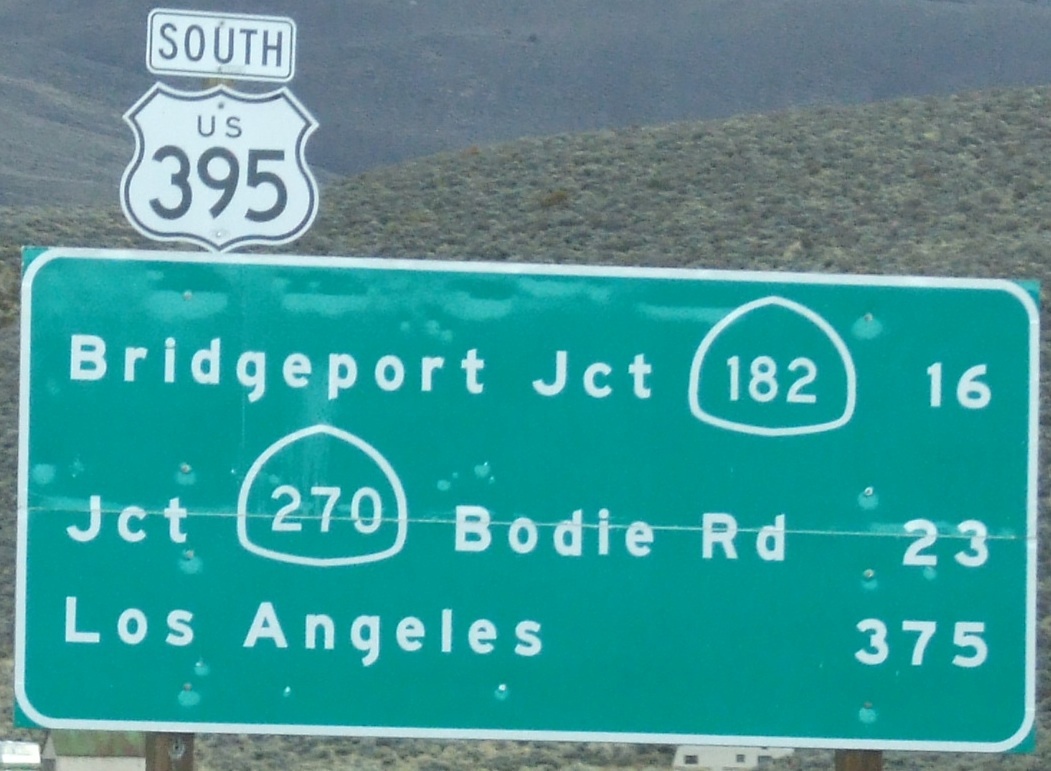 SOUTH
US
395
Bridgeport Jct 182 16
Jct 270 Bodie Rd 23
Los Angeles 375